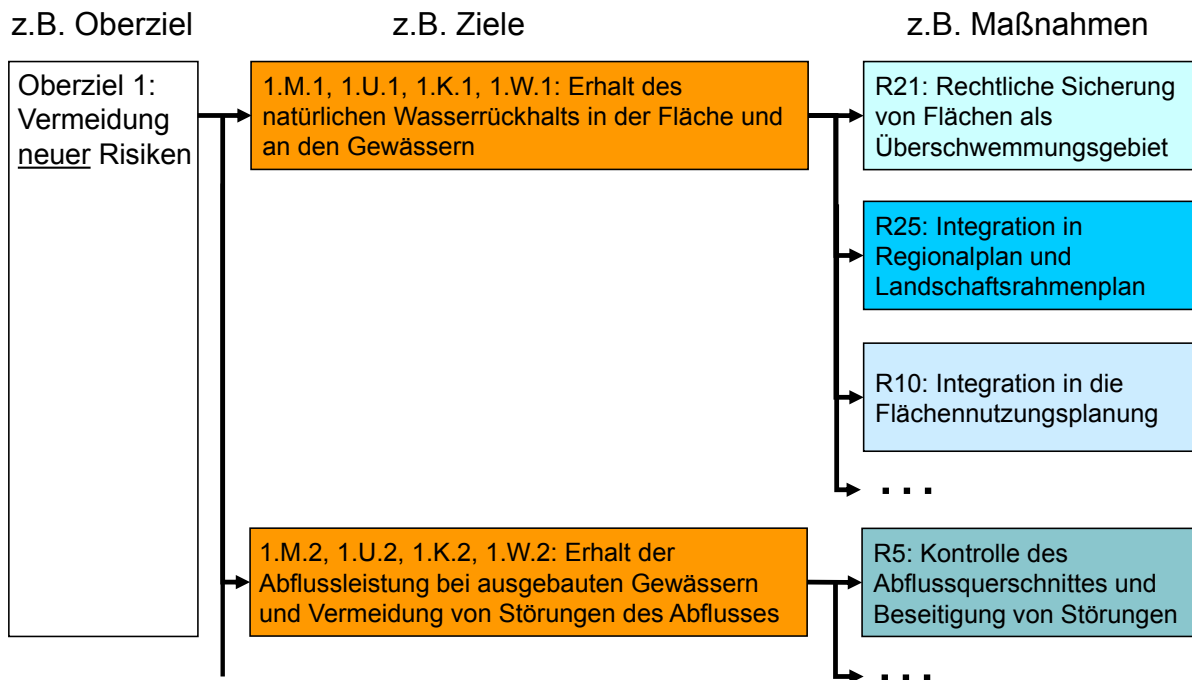 z.B. Oberziel
z.B. Ziele
z.B. Maßnahmen
Oberziel 1:
Vermeidung
neuer Risiken
1.M.1, 1.U.1, 1.K.1, 1.W.1: Erhalt des
natürlichen Wasserrückhalts in der Fläche und
an den Gewässern
R21: Rechtliche Sicherung
von Flächen als
Überschwemmungsgebiet
R25: Integration in
Regionalplan und
Landschaftsrahmenplan
R10: Integration in die
Flächennutzungsplanung
. . .
1.M.2, 1.U.2, 1.K.2, 1.W.2: Erhalt der
Abflussleistung bei ausgebauten Gewässern
und Vermeidung von Störungen des Abflusses
R5: Kontrolle des
Abflussquerschnittes und
Beseitigung von Störungen
. . .